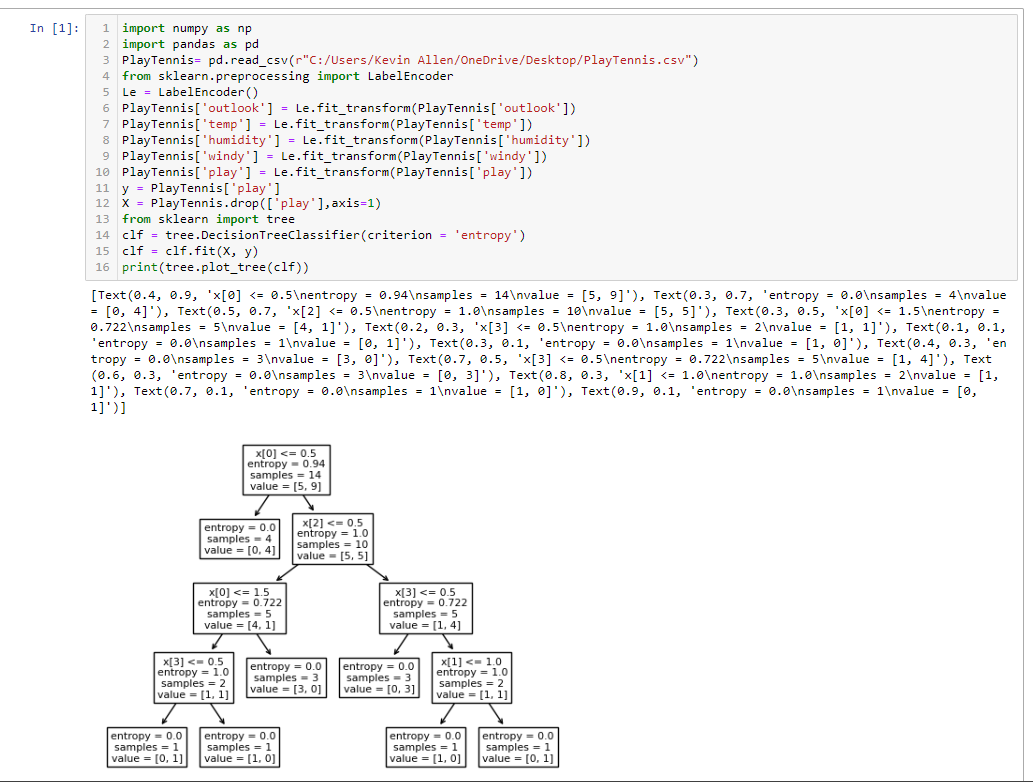 In [1]:
1 import numpy as np
2 import pandas as pd
3 PlayTennis= pd.read_csv(r"C:/Users/Kevin Allen/OneDrive/Desktop/PlayTennis.csv")
4 from sklearn.preprocessing import LabelEncoder
5 Le = LabelEncoder()
6 PlayTennis['outlook'] = Le.fit_transform(PlayTennis['outlook'])
7 PlayTennis['temp'] = Le.fit_transform(PlayTennis['temp'])
8 PlayTennis['humidity'] = Le.fit_transform(PlayTennis['humidity'])
9 PlayTennis['windy'] = Le.fit_transform(PlayTennis['windy'])
10 PlayTennis['play'] = Le.fit_transform(PlayTennis['play'])
11 y = PlayTennis['play']
12 X = PlayTennis.drop(['play'],axis=1)
13 from sklearn import tree
14 clf = tree.DecisionTreeClassifier(criterion = 'entropy')
15 clf = clf.fit(X, y)
16 print(tree.plot_tree(clf))
[Text(0.4, 0.9, 'x[0] <= 0.5\nentropy = 0.94\nsamples = 14\nvalue = [5, 9]'), Text(0.3, 0.7, 'entropy = 0.0\nsamples = 4\nvalue
= [0, 4]'), Text(0.5, 0.7, 'x[2] <= 0.5\nentropy = 1.0\nsamples = 10\nvalue = [5, 5]'), Text(0.3, 0.5, 'x[0] <= 1.5\nentropy =
0.722\nsamples = 5\nvalue = [4, 1]'), Text(0.2, 0.3, 'x[3] <= 0.5\nentropy = 1.0\nsamples = 2\nvalue = [1, 1]'), Text(0.1, 0.1,
'entropy = 0.0\nsamples = 1\nvalue = [0, 1]'), Text(0.3, 0.1, 'entropy = 0.0\nsamples = 1\nvalue = [1, 0]'), Text(0.4, 0.3, 'en
tropy = 0.0\nsamples = 3\nvalue = [3, 0]'), Text(0.7, 0.5, 'x[3] <= 0.5\nentropy = 0.722\nsamples = 5\nvalue = [1, 4]'), Text
(0.6, 0.3, 'entropy = 0.0\nsamples = 3\nvalue = [0, 3]'), Text(0.8, 0.3, 'x[1] <= 1.0\nentropy = 1.0\nsamples = 2\nvalue = [1,
1]'), Text(0.7, 0.1, 'entropy = 0.0\nsamples = 1\nvalue = [1, 0]'), Text(0.9, 0.1, 'entropy = 0.0\nsamples = 1\nvalue = [0,
1]')]
x[0] <= 0.5
entropy = 0.94
samples = 14
value = [5, 9]
entropy = 0.0
samples = 4
value = [0, 4]
x[2] <= 0.5
entropy = 1.0
samples = 10
value = [5, 5]
x[0] <= 1.5
entropy = 0.722
samples = 5
value = [4, 1]
x[3] <= 0.5
entropy = 0.722
samples = 5
value = [1, 4]
x[3] <= 0.5
entropy = 1.0
samples = 2
value = [1, 1]
entropy = 0.0
samples = 3
value = [3, 0]
entropy = 0.0
samples = 3
value = [0, 3]
x[1] <= 1.0
entropy = 1.0
samples = 2
value = [1, 1]
entropy = 0.0
samples = 1
value = [0, 1]
entropy = 0.0
samples = 1
value = [1, 0]
entropy = 0.0
samples = 1
value = [1, 0]
entropy = 0.0
samples = 1
value = [0, 1]